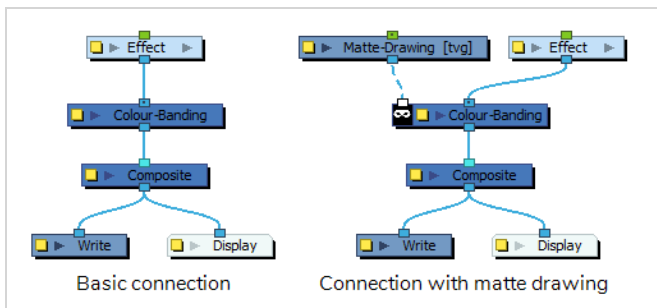 Effect
Colour-Banding
Composite
Write
Display
Basic connection
Matte-Drawing [tvg]
Effect
Colour-Banding
Composite
Write
Display
Connection with matte drawing